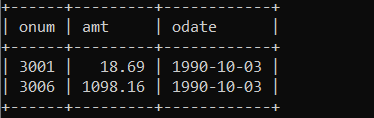 +------+---------+------------+
| onum | amt     | odate      |
+------+---------+------------+
| 3001 |   18.69 | 1990-10-03 |
| 3006 | 1098.16 | 1990-10-03 |
+------+---------+------------+